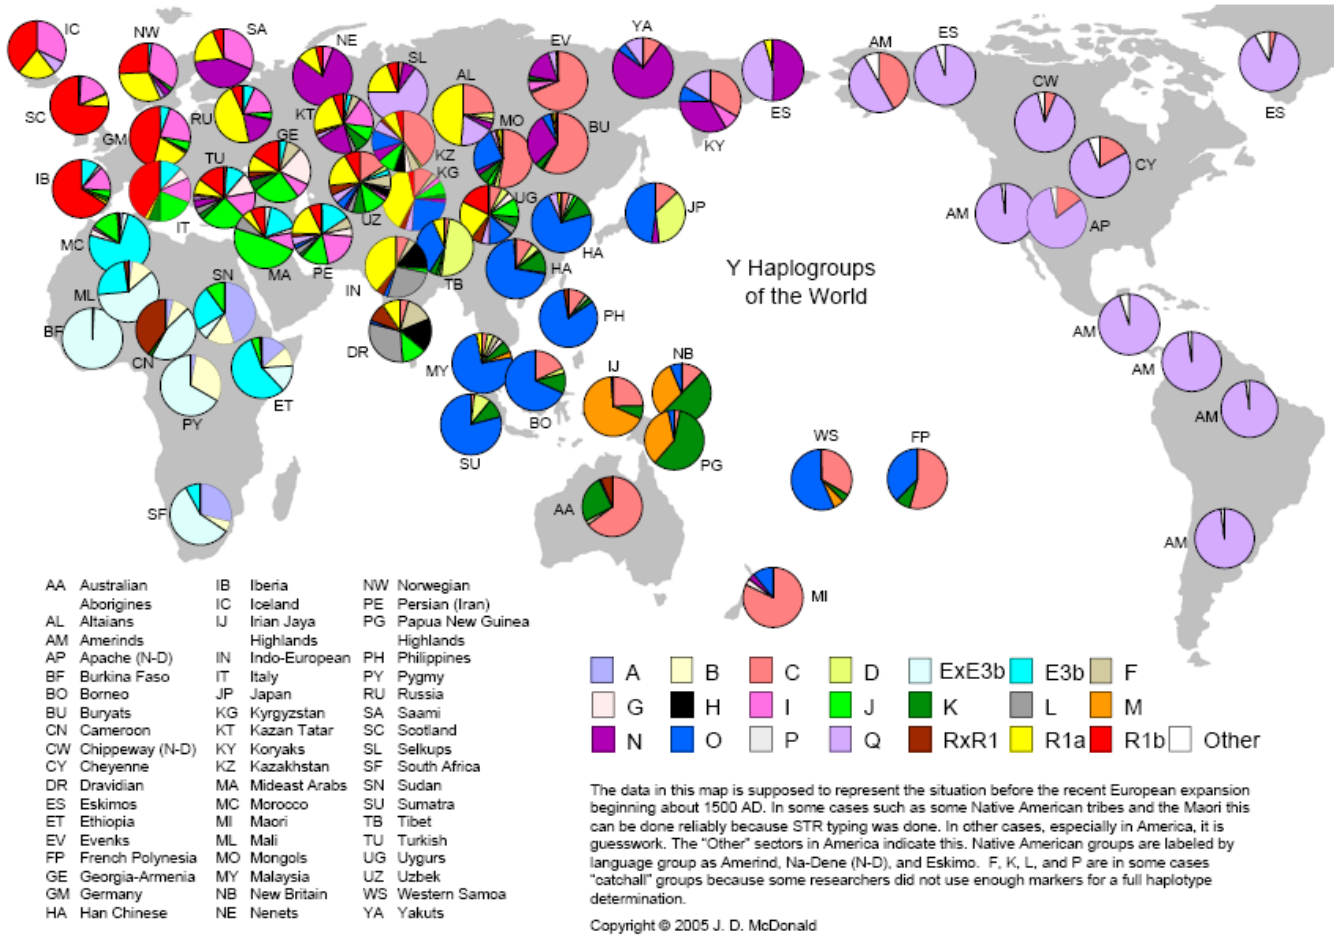 IC
NW
SA
NE
SL
EV
YA
ES
AM
ES
CW
ES
SC
GM
RU
KT
AL
MO
BU
KY
CY
IB
TU
GE
KZ
KG
UG
JP
AM
AP
IT
UZ
HA
MC
MA
PE
IN
TB
HA
Y Haplogroups
of the World
ML
SN
BF
CN
DR
PH
AM
AM
MY
NB
IJ
PY
ET
BO
SU
PG
AM
WS
FP
SF
AA
AM
MI
AA Australian
Aborigines
AL Altaians
AM Amerinds
AP Apache (N-D)
BF Burkina Faso
BO Borneo
BU Buryats
CN Cameroon
CW Chippeway (N-D)
CY Cheyenne
DR Dravidian
ES Eskimos
ET Ethiopia
EV Evenks
FP French Polynesia
GE Georgia-Armenia
GM Germany
HA Han Chinese
IB Iberia
IC Iceland
IJ Irian Jaya
Highlands
IN Indo-European
IT Italy
JP Japan
KG Kyrgyzstan
KT Kazan Tatar
KY Koryaks
KZ Kazakhstan
MA Mideast Arabs
MC Morocco
MI Maori
ML Mali
MO Mongols
MY Malaysia
NB New Britain
NE Nenets
NW Norwegian
PE Persian (Iran)
PG Papua New Guinea
Highlands
PH Philippines
PY Pygmy
RU Russia
SA Saami
SC Scotland
SL Selkups
SF South Africa
SN Sudan
SU Sumatra
TB Tibet
TU Turkish
UG Uygurs
UZ Uzbek
WS Western Samoa
YA Yakuts
A B C D ExE3b E3b F
G H I J K L M
N O P Q RxR1 R1a R1b Other
The data in this map is supposed to represent the situation before the recent European expansion
beginning about 1500 AD. In some cases such as some Native American tribes and the Maori this
can be done reliably because STR typing was done. In other cases, especially in America, it is
guesswork. The "Other" sectors in America indicate this. Native American groups are labeled by
language group as Amerind, Na-Dene (N-D), and Eskimo. F, K, L, and P are in some cases
"catchall" groups because some researchers did not use enough markers for a full haplotype
determination.
Copyright © 2005 J. D. McDonald